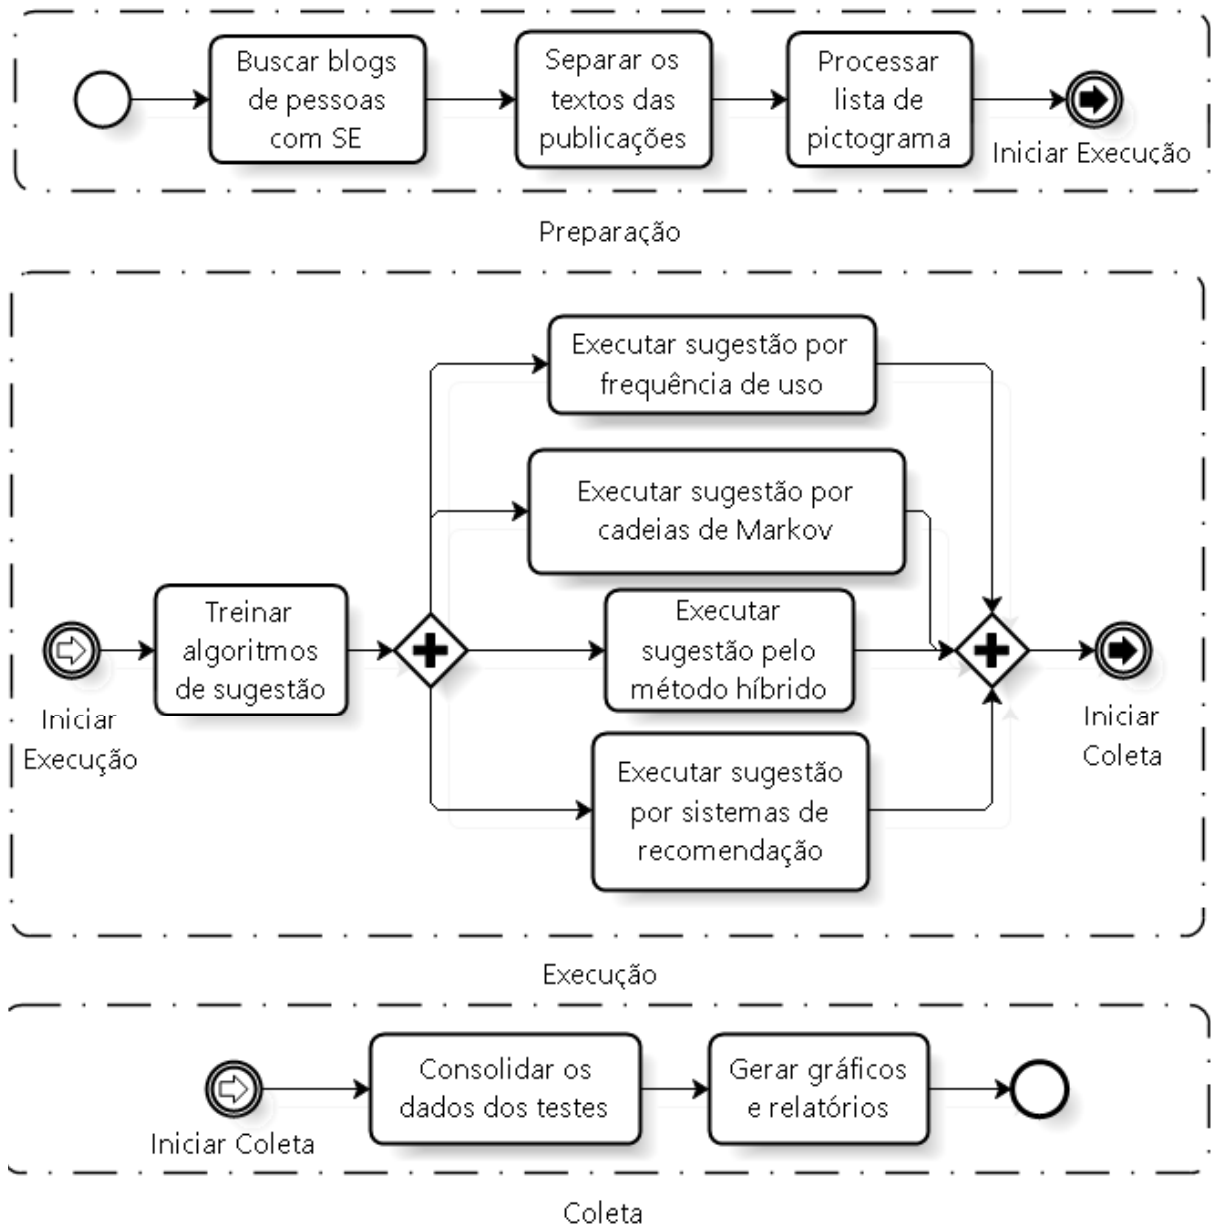 Buscar blogs
de pessoas
com SE
Separar os
textos das
publicações
Processar
lista de
pictograma
Iniciar Execução
Preparação
Executar sugestão por
frequência de uso
Executar sugestão por
cadeias de Markov
Treinar
algoritmos
de sugestão
Executar
sugestão pelo
método híbrido
Iniciar
Execução
Iniciar
Coleta
Executar sugestão
por sistemas de
recomendação
Execução
Consolidar os
dados dos testes
Gerar gráficos
e relatórios
Iniciar Coleta
Coleta